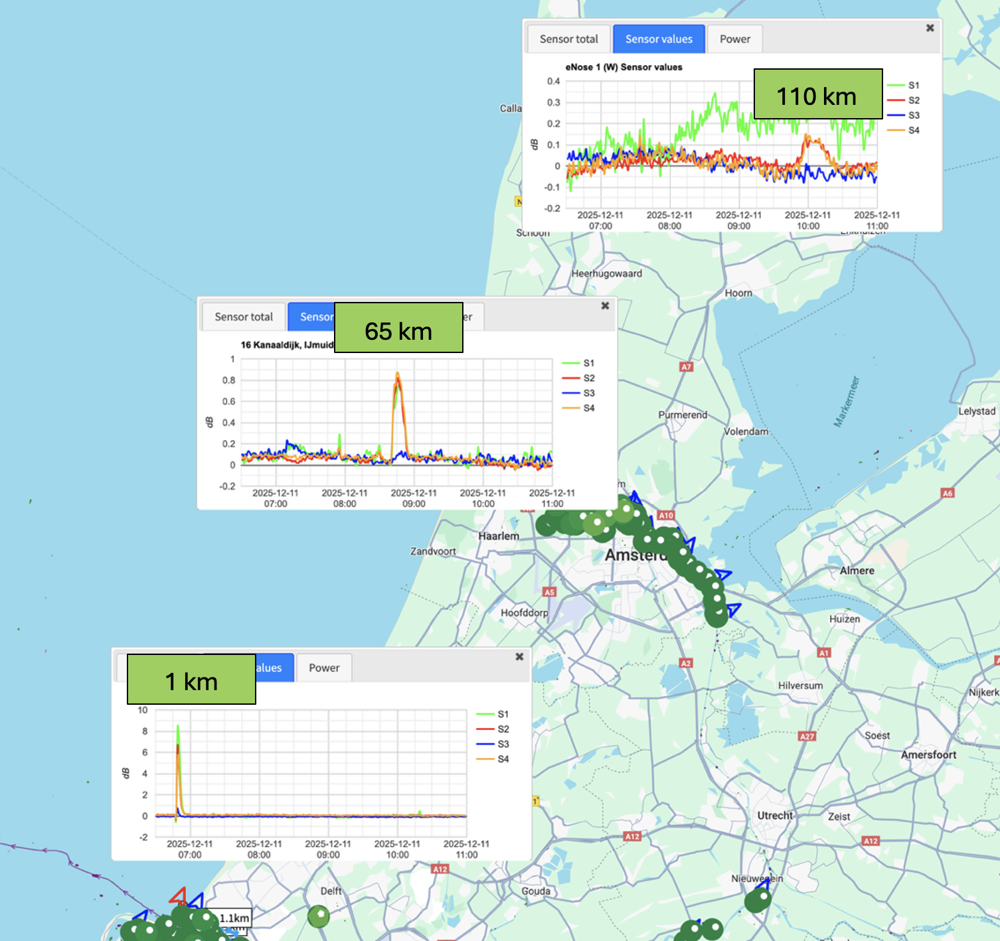 Sensor total
Sensor values
Power
✖
eNose 1 (W) Sensor values
110 km
0.4
0.3
0.2
0.1
0
-0.1
-0.2
dB
S1
S2
S3
S4
2025-12-11 07:00
2025-12-11 08:00
2025-12-11 09:00
2025-12-11 10:00
2025-12-11 11:00
Calla
N
Schoorl
Enkhuizen
Heerhugowaard
Hoorn
Sensor total
Sensor
65 km
er
✖
16 Kanaaldijk, IJmuid
1
0.8
0.6
0.4
0.2
0
-0.2
dB
S1
S2
S3
S4
2025-12-11 07:00
2025-12-11 08:00
2025-12-11 09:00
2025-12-11 10:00
2025-12-11 11:00
A7
Markermeer
Lelystad
Purmerend
Volendam
m
A6
A10
Haarlem
Zandvoort
Amsterd
Almere
A5
Hoofddorp
Huizen
A1
A2
Hilversum
Nijkerk
A27
Soest
Amersfoort
1 km
alues
Power
✖
10
8
6
4
2
0
-2
dB
S1
S2
S3
S4
2025-12-11 07:00
2025-12-11 08:00
2025-12-11 09:00
2025-12-11 10:00
2025-12-11 11:00
Utrecht
Zeist
A12
A12
A12
Delft
Gouda
Nieuwegein
1.1km